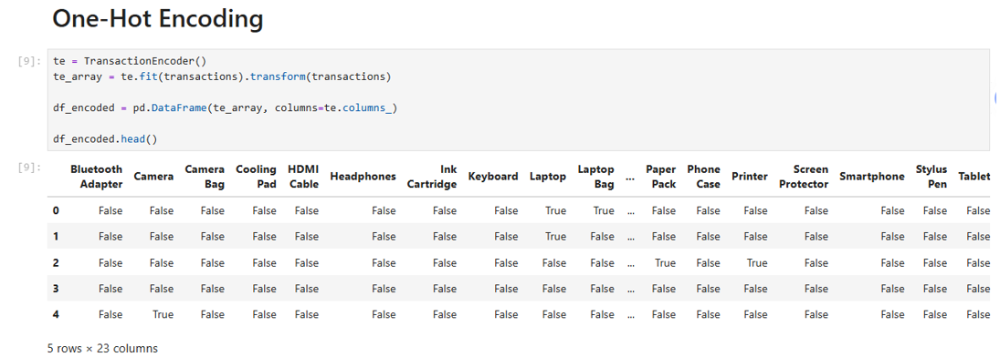 One-Hot Encoding
[9]: te = TransactionEncoder()
te_array = te.fit(transactions).transform(transactions)
df_encoded = pd.DataFrame(te_array, columns=te.columns_)
df_encoded.head()
[9]: Bluetooth Adapter Camera Camera Bag Cooling Pad HDMI Cable Headphones Ink Cartridge Keyboard Laptop Laptop Bag ... Paper Pack Phone Case Printer Screen Protector Smartphone Stylus Pen Tablet
0 False False False False False False False False True True ... False False False False False False False
1 False False False False False False False False True False ... False False False False False False False
2 False False False False False False False False False False ... True False True False False False False
3 False False False False False False False False False False ... False False False False False False False
4 False True False False False False False False False False ... False False False False False False False
5 rows × 23 columns